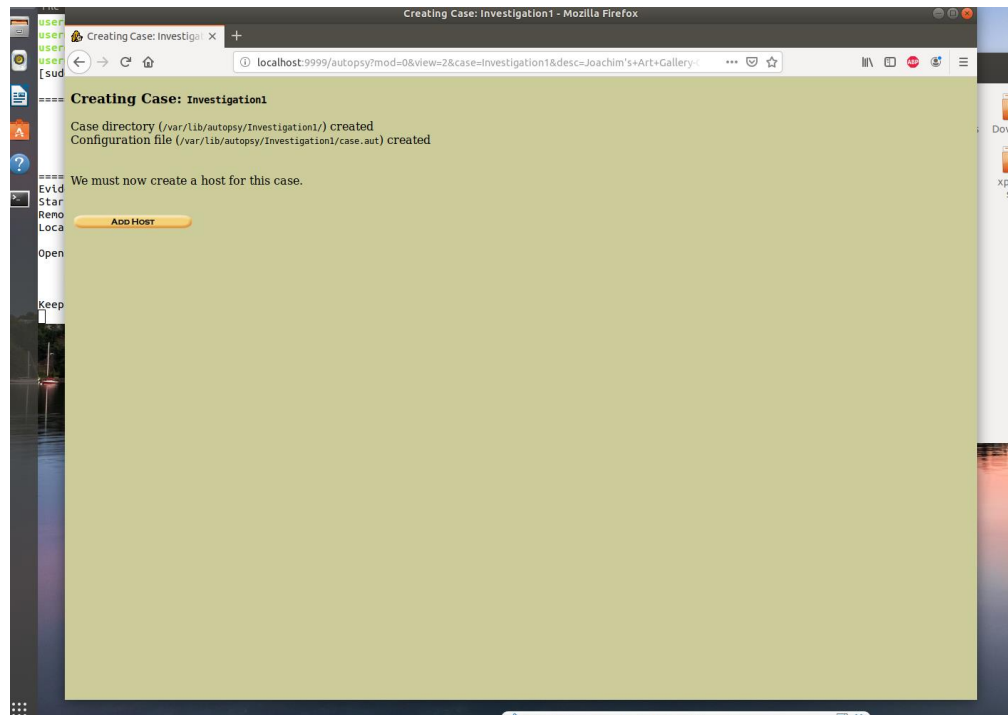 Creating Case: Investigation1 - Mozilla Firefox
user
user
user
user
[sud
====
====
Evid
Star
Remo
Loca
Open
Keep
Creating Case: Investigat
localhost:9999/autopsy?mod=0&view=2&case=Investigation1&desc=Joachim's+Art+Gallery-
ABP
Creating Case: Investigation1
Case directory (/var/lib/autopsy/Investigation1/) created
Configuration file (/var/lib/autopsy/Investigation1/case.aut) created
We must now create a host for this case.
ADD HOST
Dov
xp